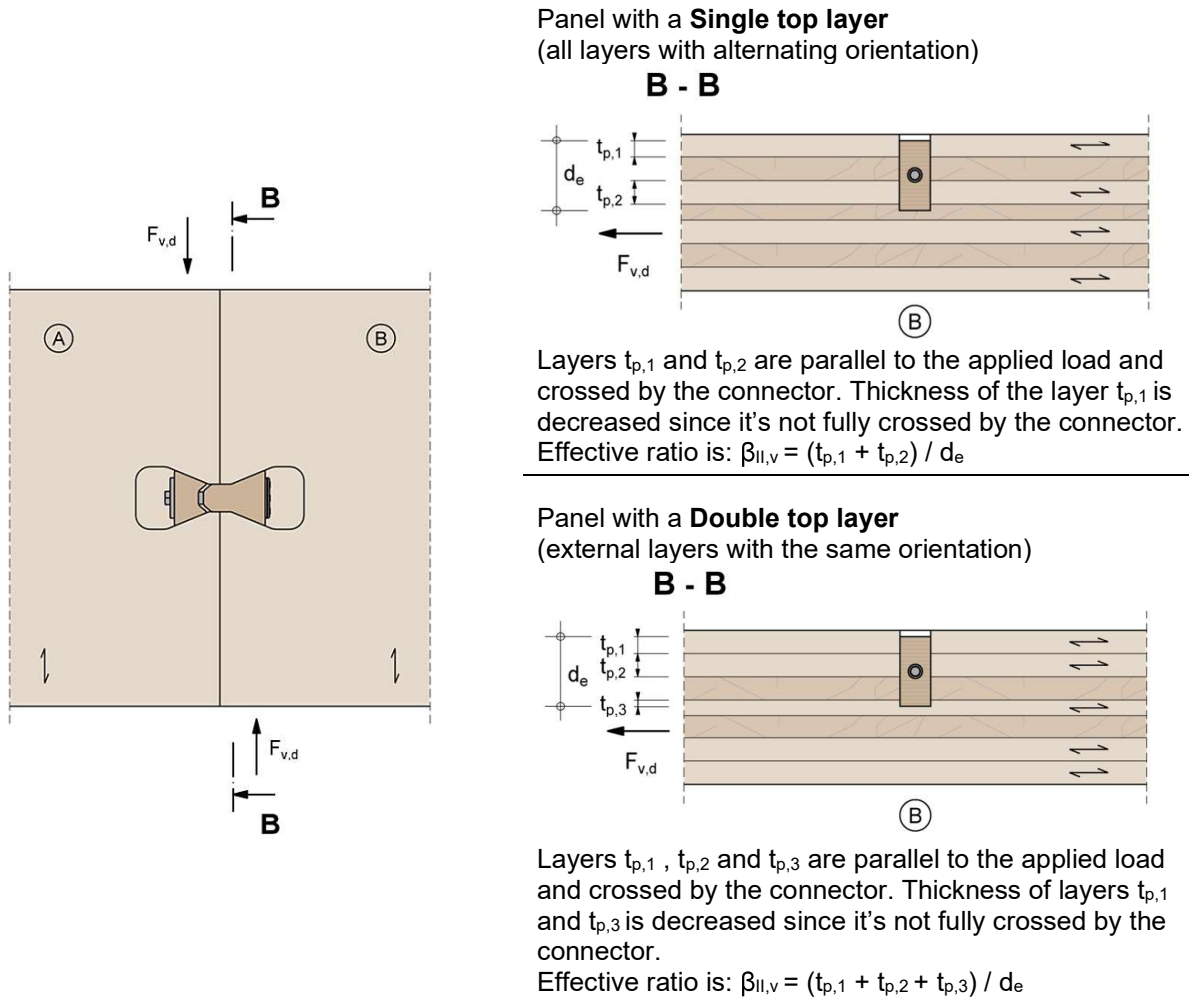 B
F_v,d
A
B
F_v,d
B
Panel with a Single top layer
(all layers with alternating orientation)
B - B
t_p,1
d_e
t_p,2
F_v,d
B
Layers t_p,1 and t_p,2 are parallel to the applied load and
crossed by the connector. Thickness of the layer t_p,1 is
decreased since it's not fully crossed by the connector.
Effective ratio is: β_II,v = (t_p,1 + t_p,2) / d_e
Panel with a Double top layer
(external layers with the same orientation)
B - B
t_p,1
t_p,2
d_e
t_p,3
F_v,d
B
Layers t_p,1 , t_p,2 and t_p,3 are parallel to the applied load
and crossed by the connector. Thickness of layers t_p,1
and t_p,3 is decreased since it's not fully crossed by the
connector.
Effective ratio is: β_II,v = (t_p,1 + t_p,2 + t_p,3) / d_e